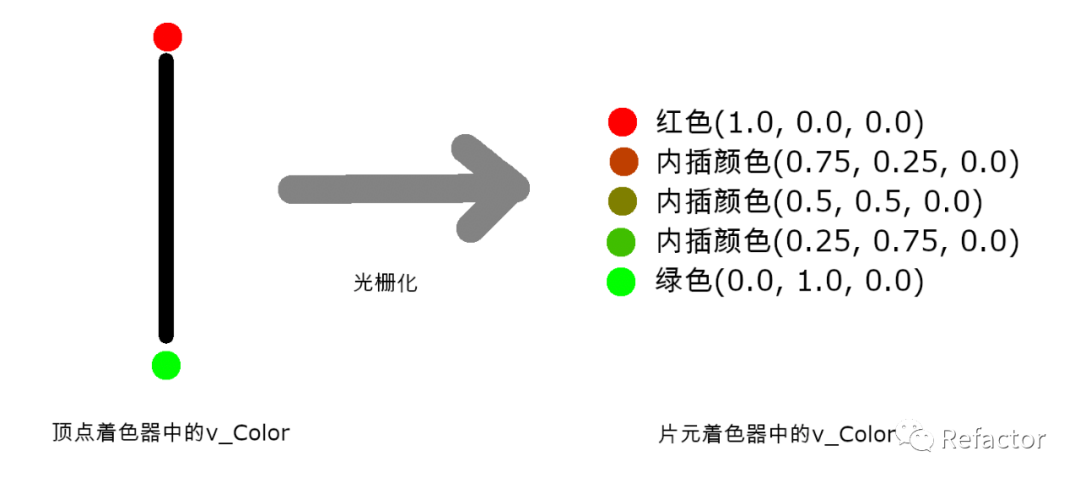 红色(1.0, 0.0, 0.0)
内插颜色(0.75, 0.25, 0.0)
内插颜色(0.5, 0.5, 0.0)
内插颜色(0.25, 0.75, 0.0)
绿色(0.0, 1.0, 0.0)
光栅化
顶点着色器中的v_Color
片元着色器中的v_Color
Refactor